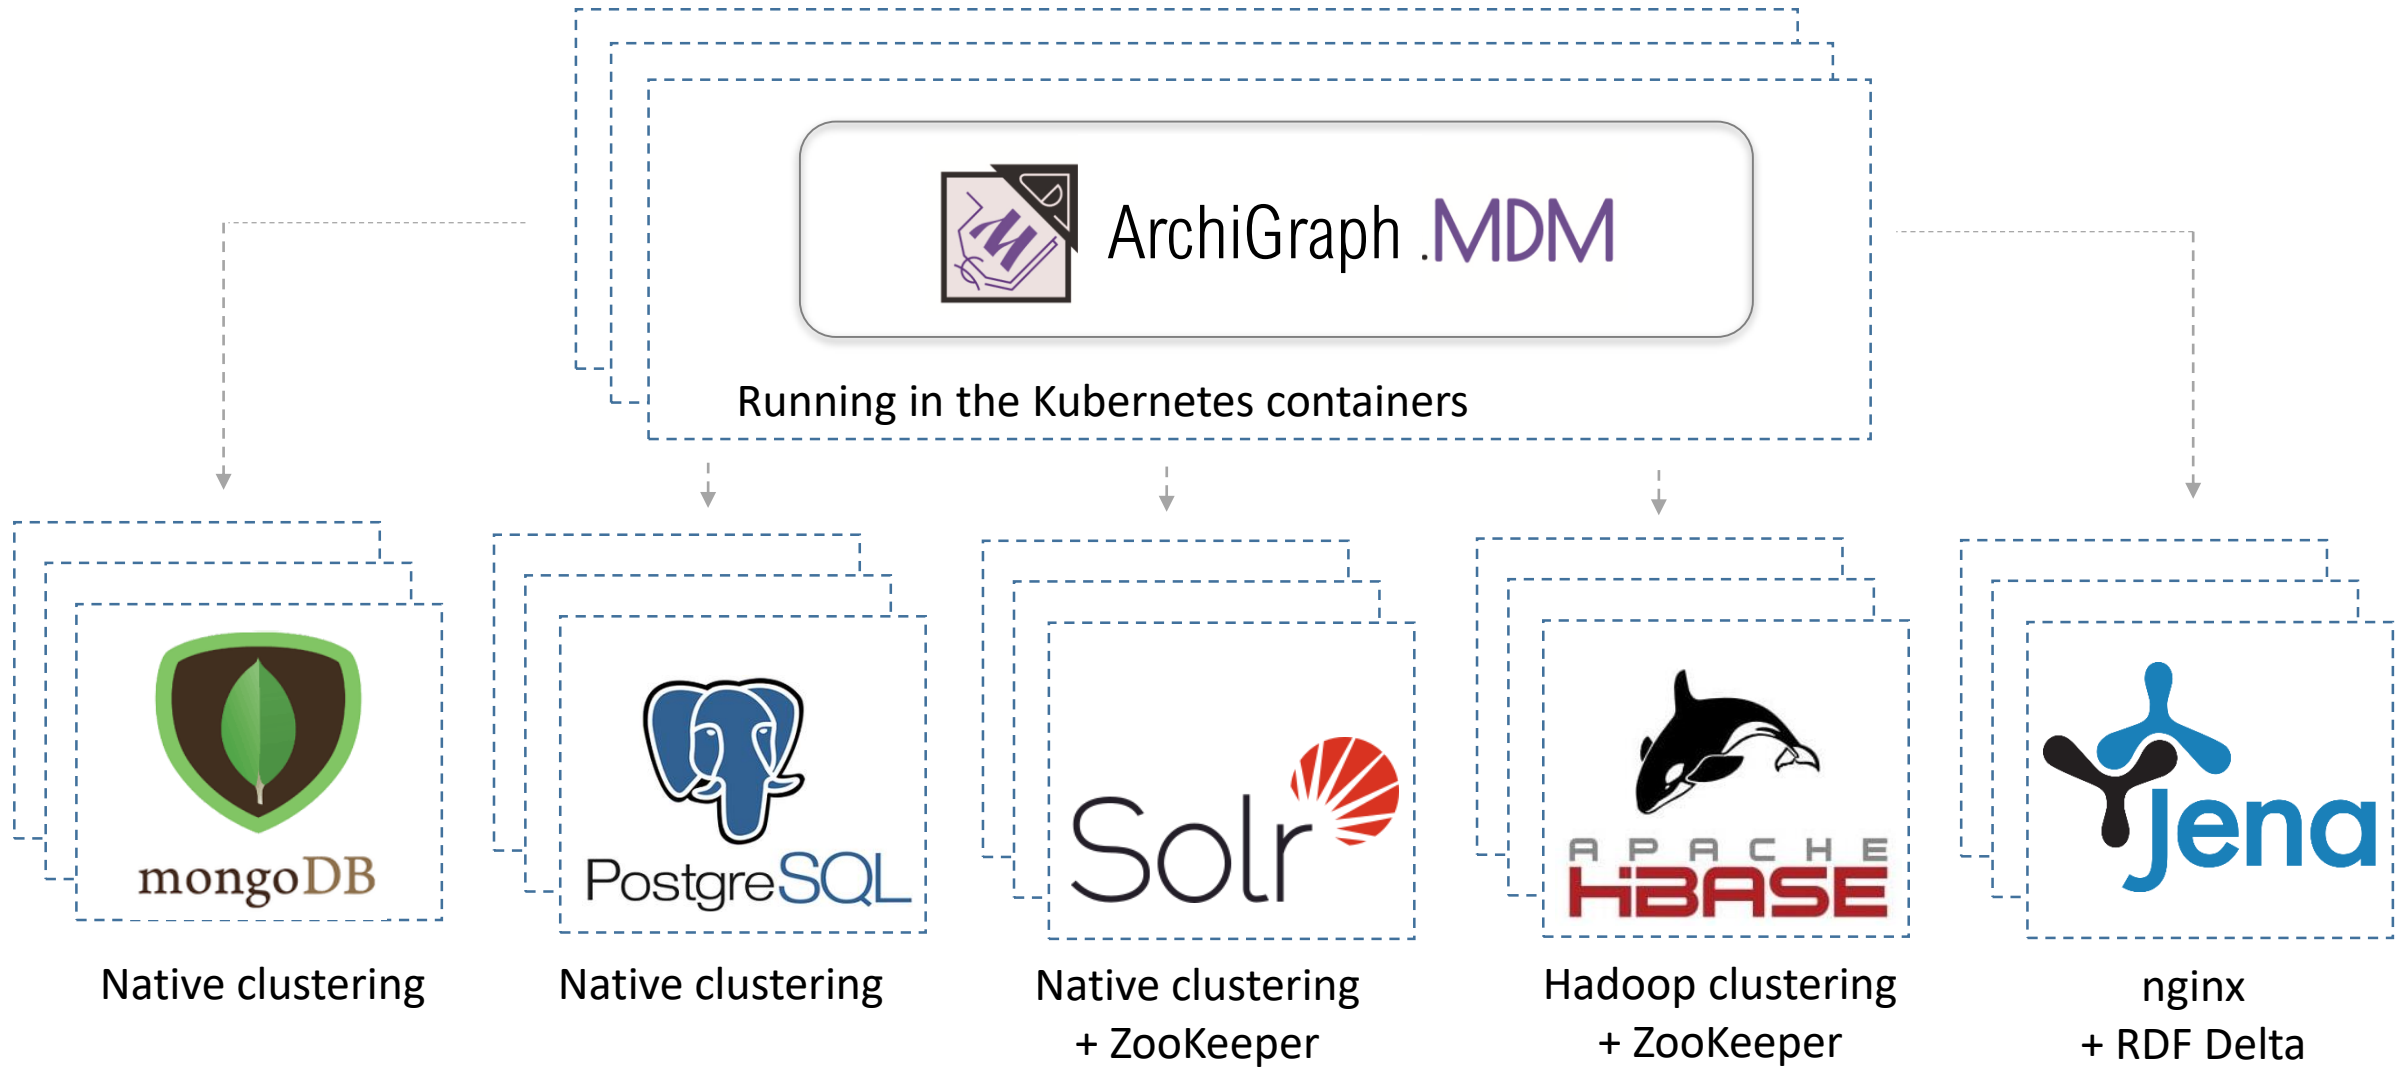 ArchiGraph .MDM
Running in the Kubernetes containers
mongoDB
PostgreSQL
Solr
APACHE
HBASE
Jena
Native clustering
Native clustering
Native clustering
+ ZooKeeper
Hadoop clustering
+ ZooKeeper
nginx
+ RDF Delta